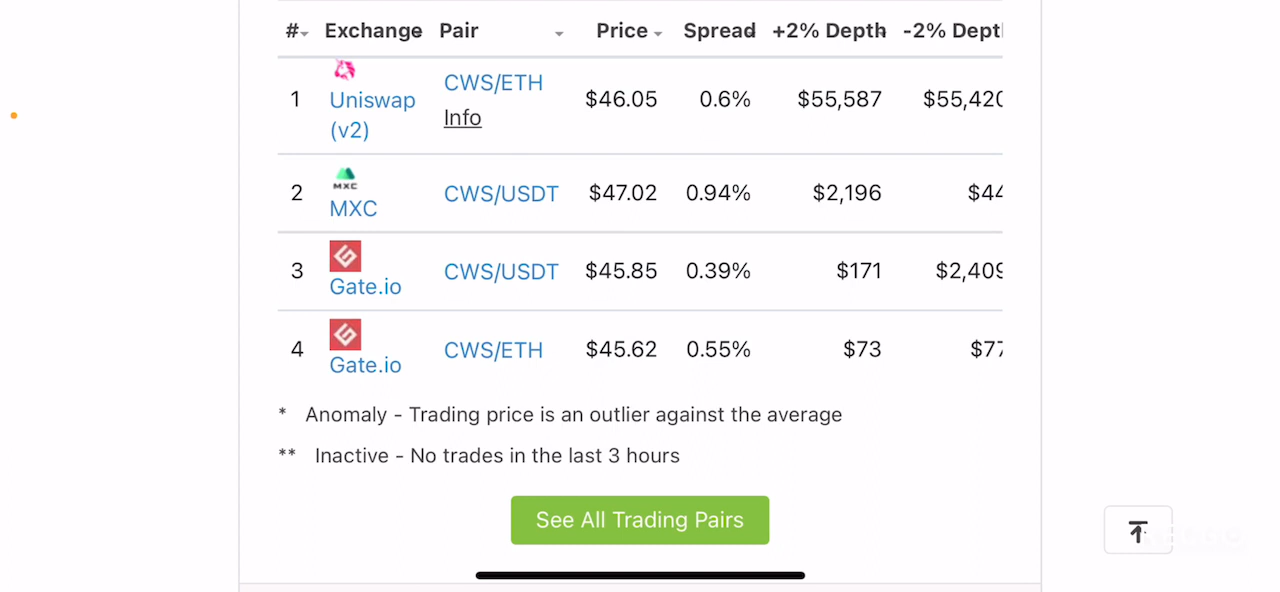 # Exchange Pair Price Spread +2% Depth
1 Uniswap (v2) CWS/ETH Info $46.05 0.6% $55,587
MXC
2 MXC CWS/USDT $47.02 0.94% $2,196
3 Gate.io CWS/USDT $45.85 0.39% $171
4 Gate.io CWS/ETH $45.62 0.55% $73
* Anomaly - Trading price is an outlier against the average
** Inactive - No trades in the last 3 hours
See All Trading Pairs